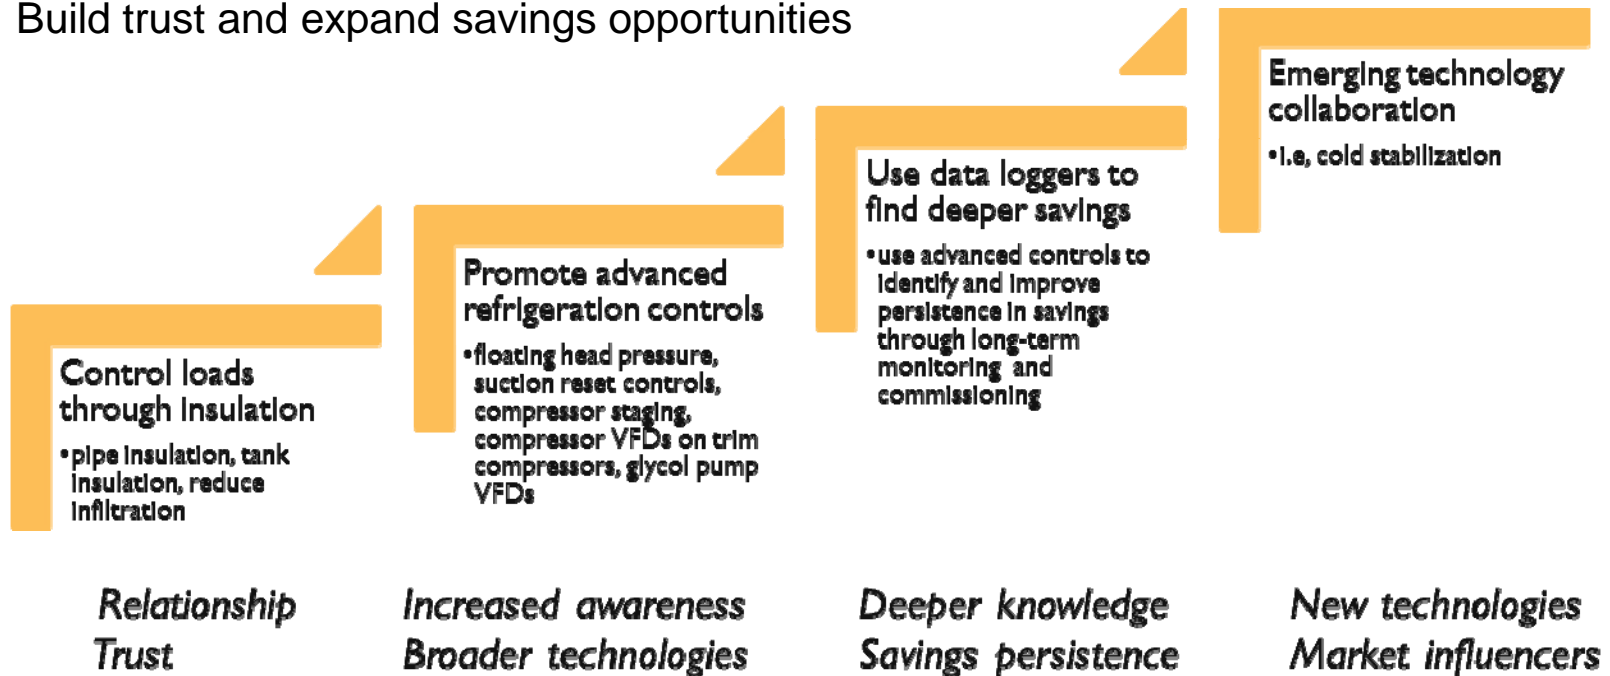 Build trust and expand savings opportunities
Control loads
through insulation
•pipe insulation, tank
insulation, reduce
infiltration
Promote advanced
refrigeration controls
•floating head pressure,
suction reset controls,
compressor staging,
compressor VFDs on trim
compressors, glycol pump
VFDs
Use data loggers to
find deeper savings
•use advanced controls to
identify and improve
persistence in savings
through long-term
monitoring and
commissioning
Emerging technology
collaboration
•i.e, cold stabilization
Relationship
Trust
Increased awareness
Broader technologies
Deeper knowledge
Savings persistence
New technologies
Market influencers